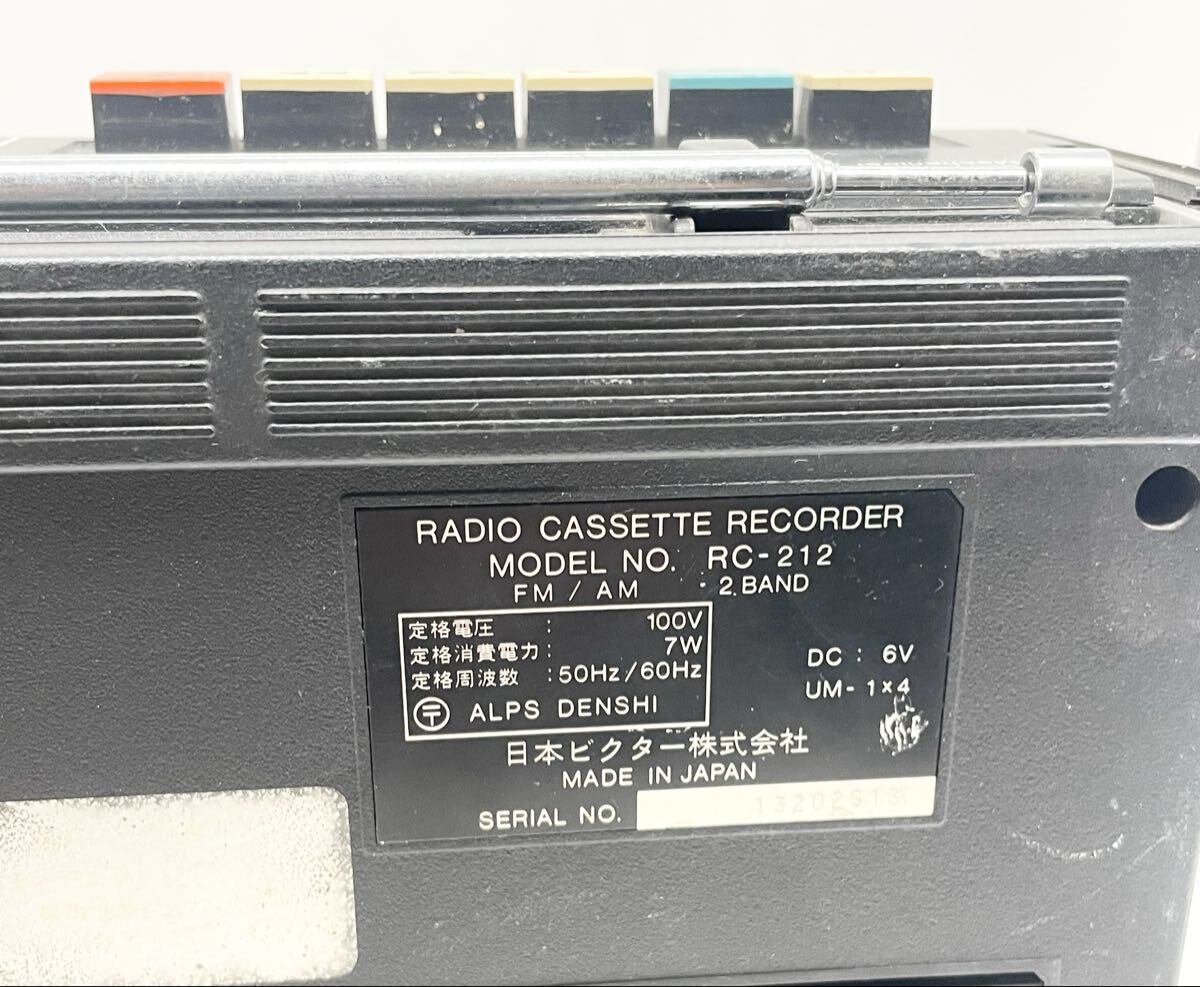 RADIO CASSETTE RECORDER
MODEL NO. RC-212
FM / AM 2.BAND
定格電圧 : 100V
定格消費電力: 7W
定格周波数 :50Hz/60Hz
〒 ALPS DENSHI
DC : 6V
UM-1×4
日本ビクター株式会社
MADE IN JAPAN
SERIAL NO.